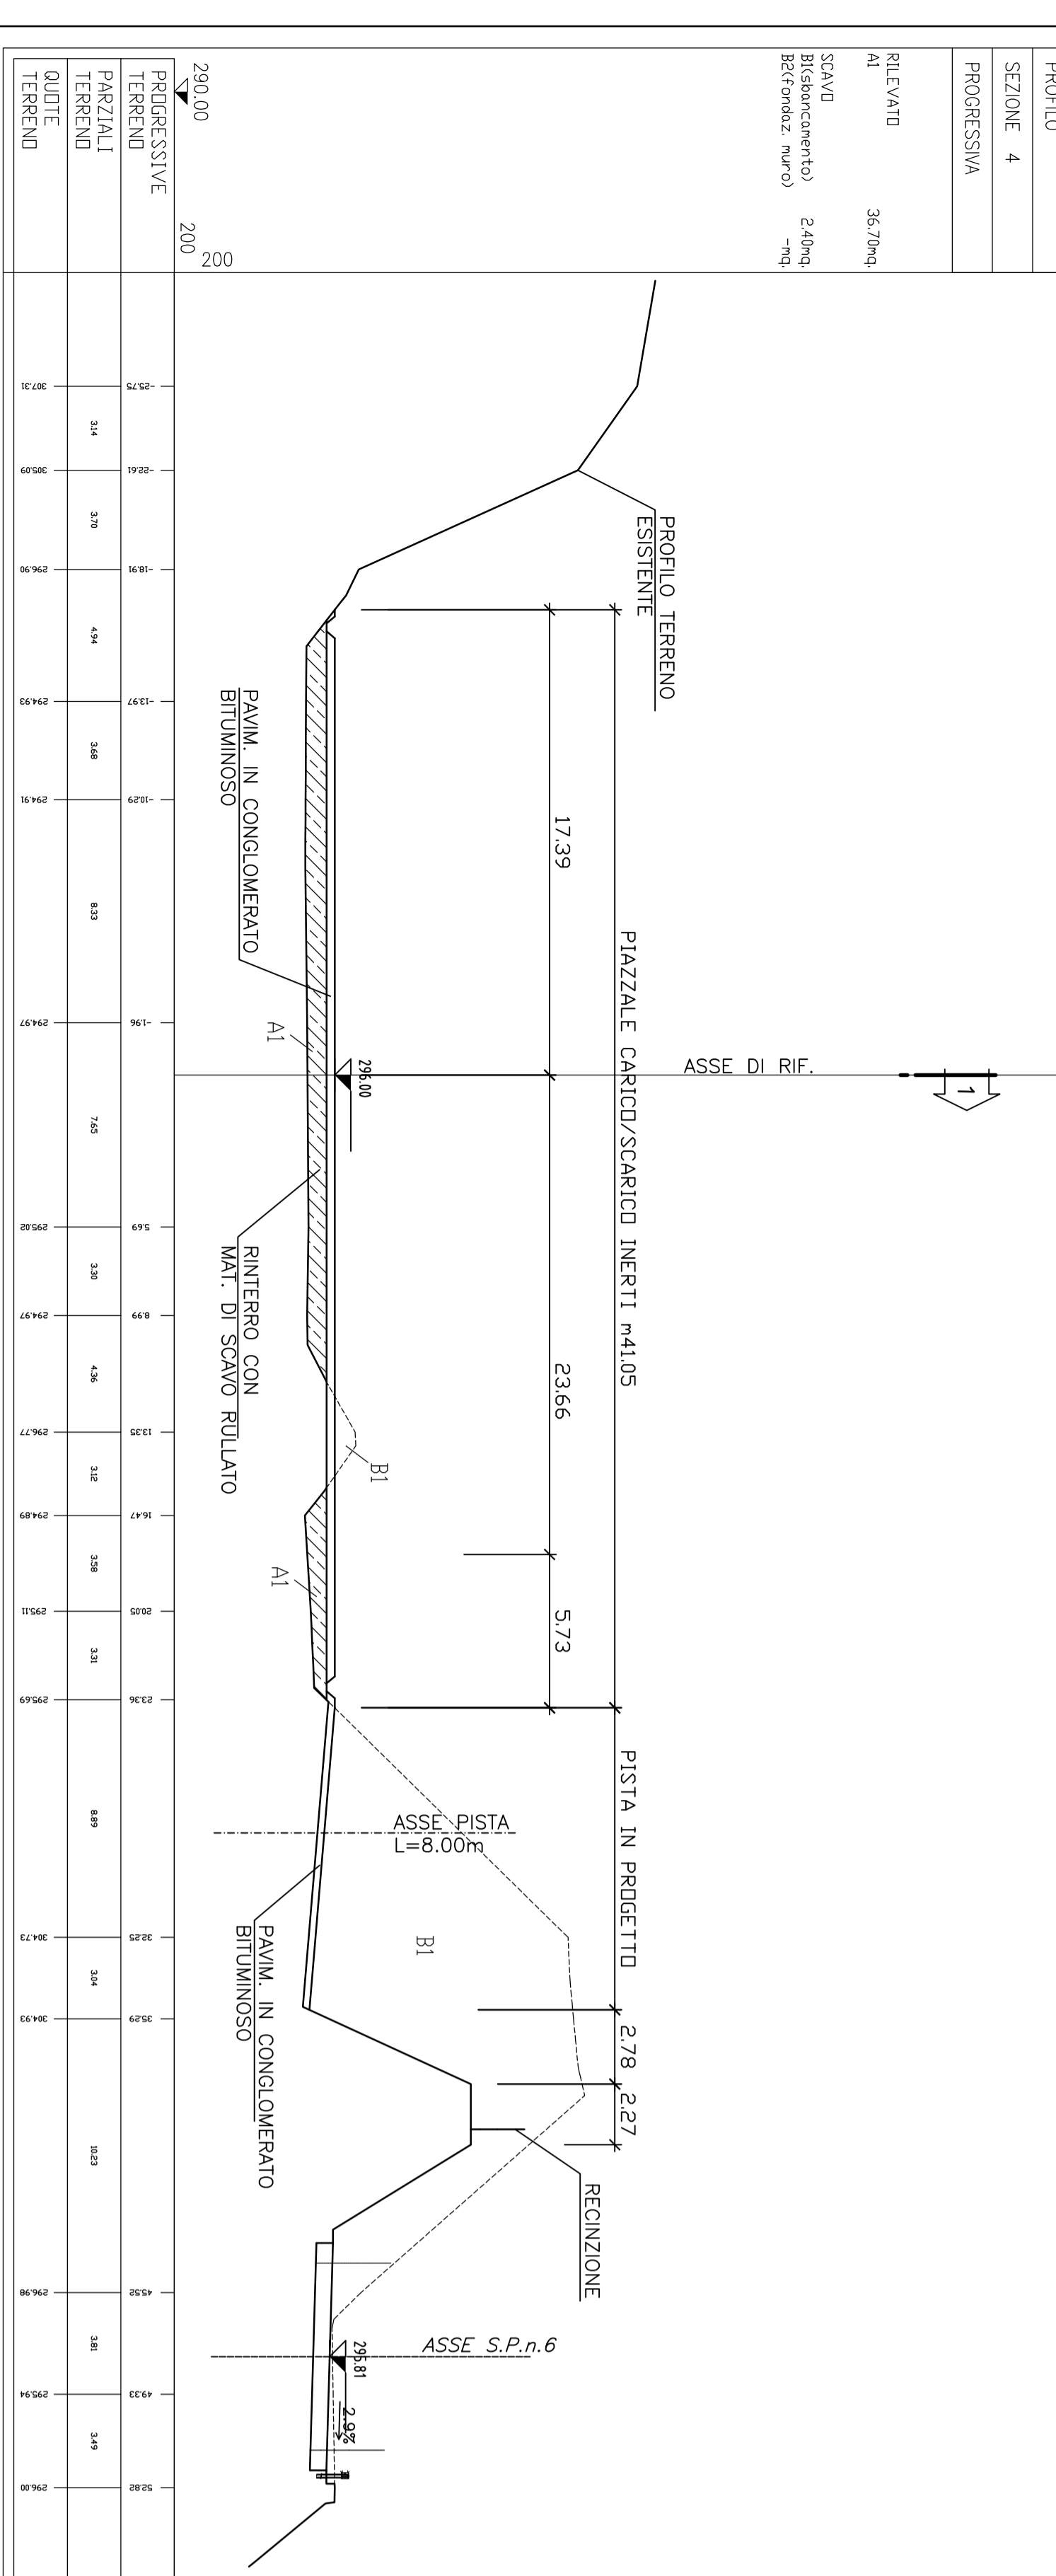 PROFILO
SEZIONE 4
PROGRESSIVA
RILEVATO
A1 36.70mq.
SCAVO
B1(sbancamento) 2.40mq.
B2(fondaz. muro) -mq.
290.00
200
200
PROGRESSIVE
TERRENO
PARZIALI
TERRENO
QUOTE
TERRENO
1
ASSE DI RIF.
PROFILO TERRENO
ESISTENTE
PIAZZALE CARICO/SCARICO INERTI m41.05
PISTA IN PROGETTO
2.78
2.27
17.39
23.66
5.73
RECINZIONE
296.00
B1
B1
A1
A1
PAVIM. IN CONGLOMERATO
BITUMINOSO
RINTERRO CON
MAT. DI SCAVO RULLATO
ASSE PISTA
L=8.00m
PAVIM. IN CONGLOMERATO
BITUMINOSO
ASSE S.P.n.6
295.81
2.9%
-25.75 -22.61 -18.91 -13.97 -10.29 -1.96 5.69 8.99 13.35 16.47 20.05 23.36 32.25 35.29 45.52 49.33 52.82
3.14 3.70 4.94 3.68 8.33 7.65 3.30 4.36 3.12 3.58 3.31 8.89 3.04 10.23 3.81 3.49
307.31 305.09 296.90 294.93 294.91 294.97 295.02 294.97 296.77 294.89 295.11 295.69 304.73 304.93 296.98 295.94 296.00